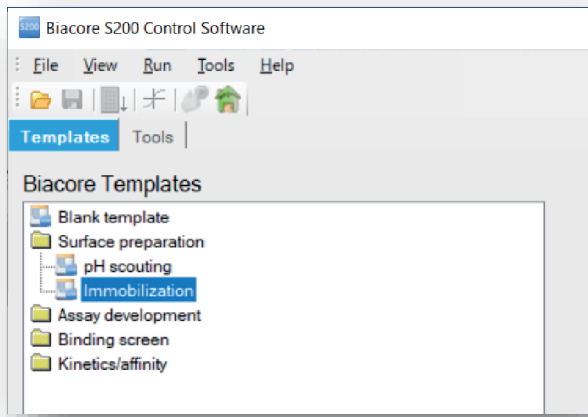 S200 Biacore S200 Control Software
File View Run Tools Help
Templates Tools
Biacore Templates
Blank template
Surface preparation
pH scouting
Immobilization
Assay development
Binding screen
Kinetics/affinity